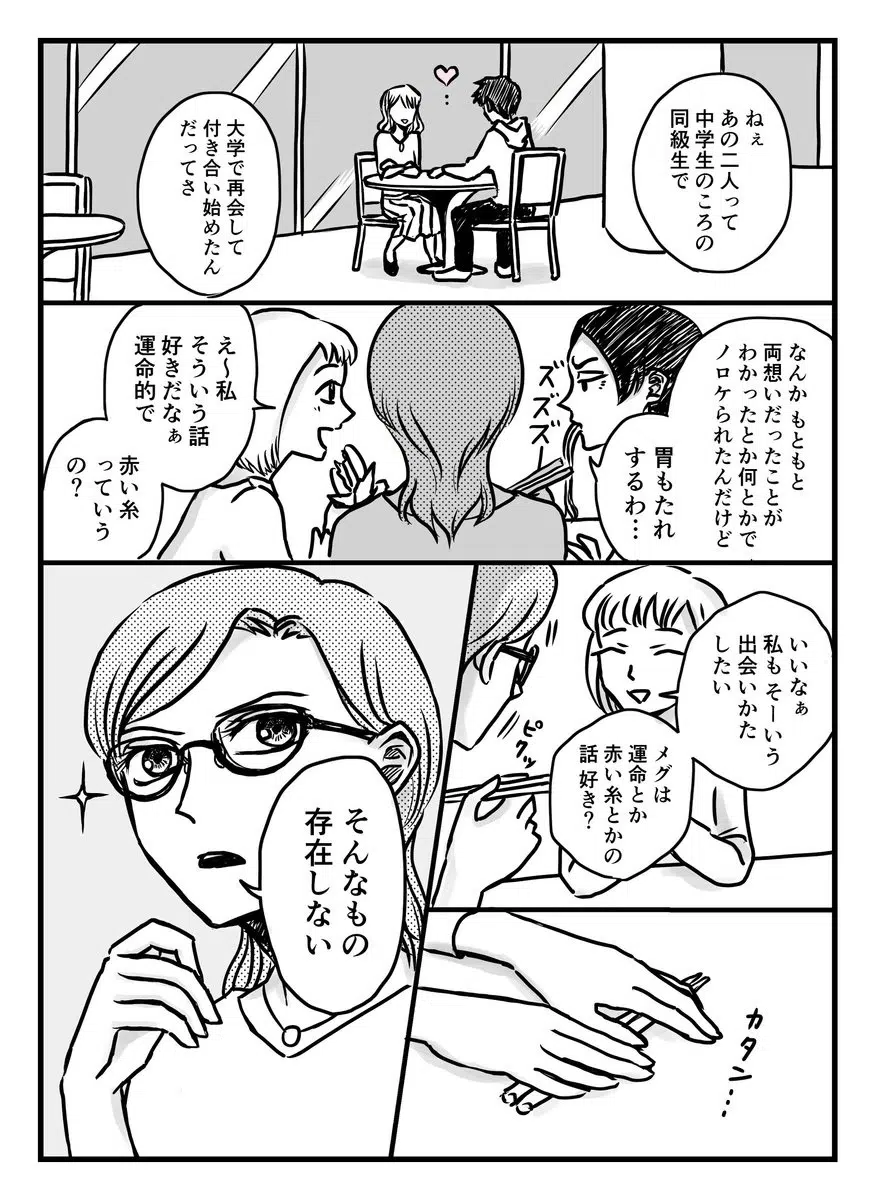 ねぇ
あの二人って
中学生のころの
同級生で
大学で再会して
付き合い始めたん
だってさ
なんか もともと
両想いだったことが
わかったとか何とかで
ノロケられたんだけど
胃もたれ
するわ…
ズズズー
え〜私
そういう話
好きだなぁ
運命的で
赤い糸
っていう
の？
いいなぁ
私も そーいう
出会いかた
したい
メグは
運命とか
赤い糸とかの
話 好き？
ピクッ
カタン…
そんなもの
存在しない